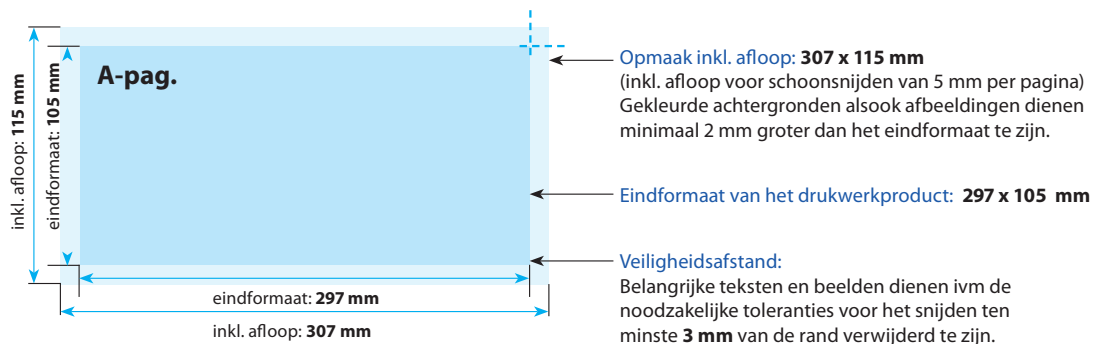 A-pag.
inkl. afloop: 115 mm
eindformaat: 105 mm
eindformaat: 297 mm
inkl. afloop: 307 mm
Opmaak inkl. afloop: 307 x 115 mm
(inkl. afloop voor schoonsnijden van 5 mm per pagina)
Gekleurde achtergronden alsook afbeeldingen dienen
minimaal 2 mm groter dan het eindformaat te zijn.
Eindformaat van het drukwerkproduct: 297 x 105 mm
Veiligheidsafstand:
Belangrijke teksten en beelden dienen ivm de
noodzakelijke toleranties voor het snijden ten
minste 3 mm van de rand verwijderd te zijn.